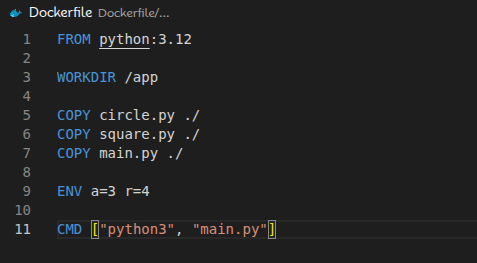 Dockerfile Dockerfile/...
1 FROM python:3.12
2
3 WORKDIR /app
4
5 COPY circle.py ./
6 COPY square.py ./
7 COPY main.py ./
8
9 ENV a=3 r=4
10
11 CMD ["python3", "main.py"]